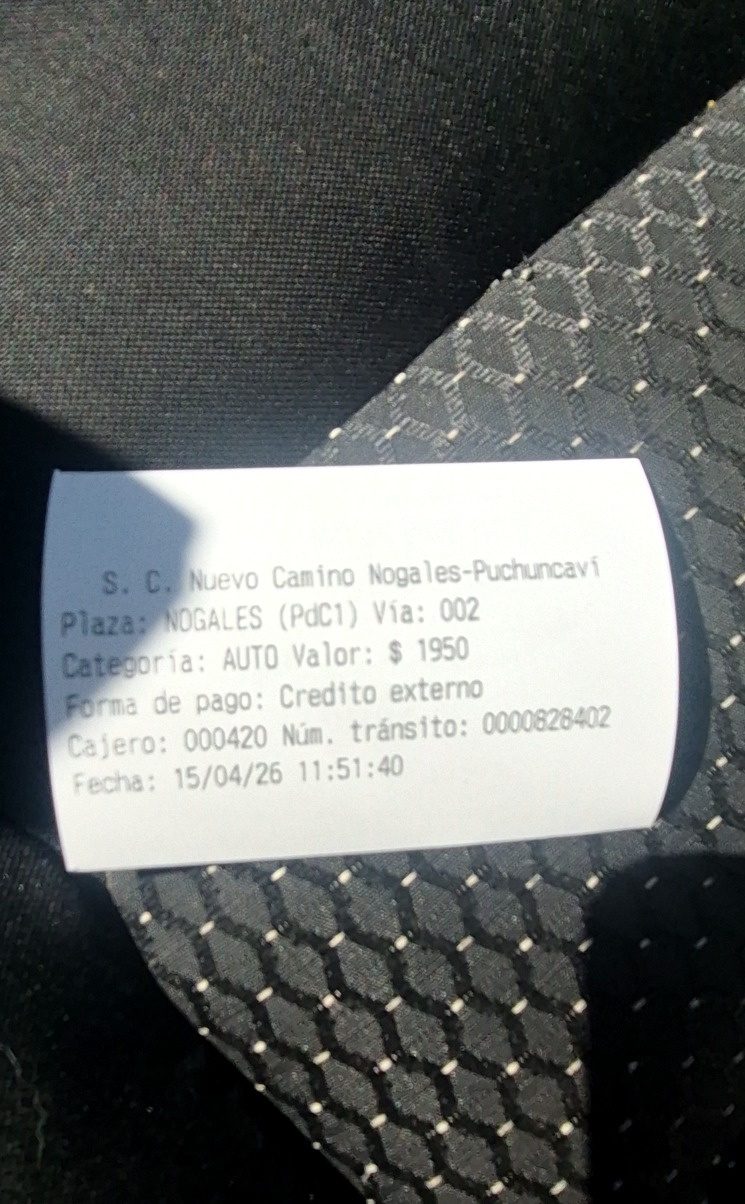 S. C. Nuevo Camino Nogales-Puchuncaví
Plaza: NOGALES (PdC1) Vía: 002
Categoría: AUTO Valor: $ 1950
Forma de pago: Credito externo
Cajero: 000420 Núm. tránsito: 0000828402
Fecha: 15/04/26 11:51:40